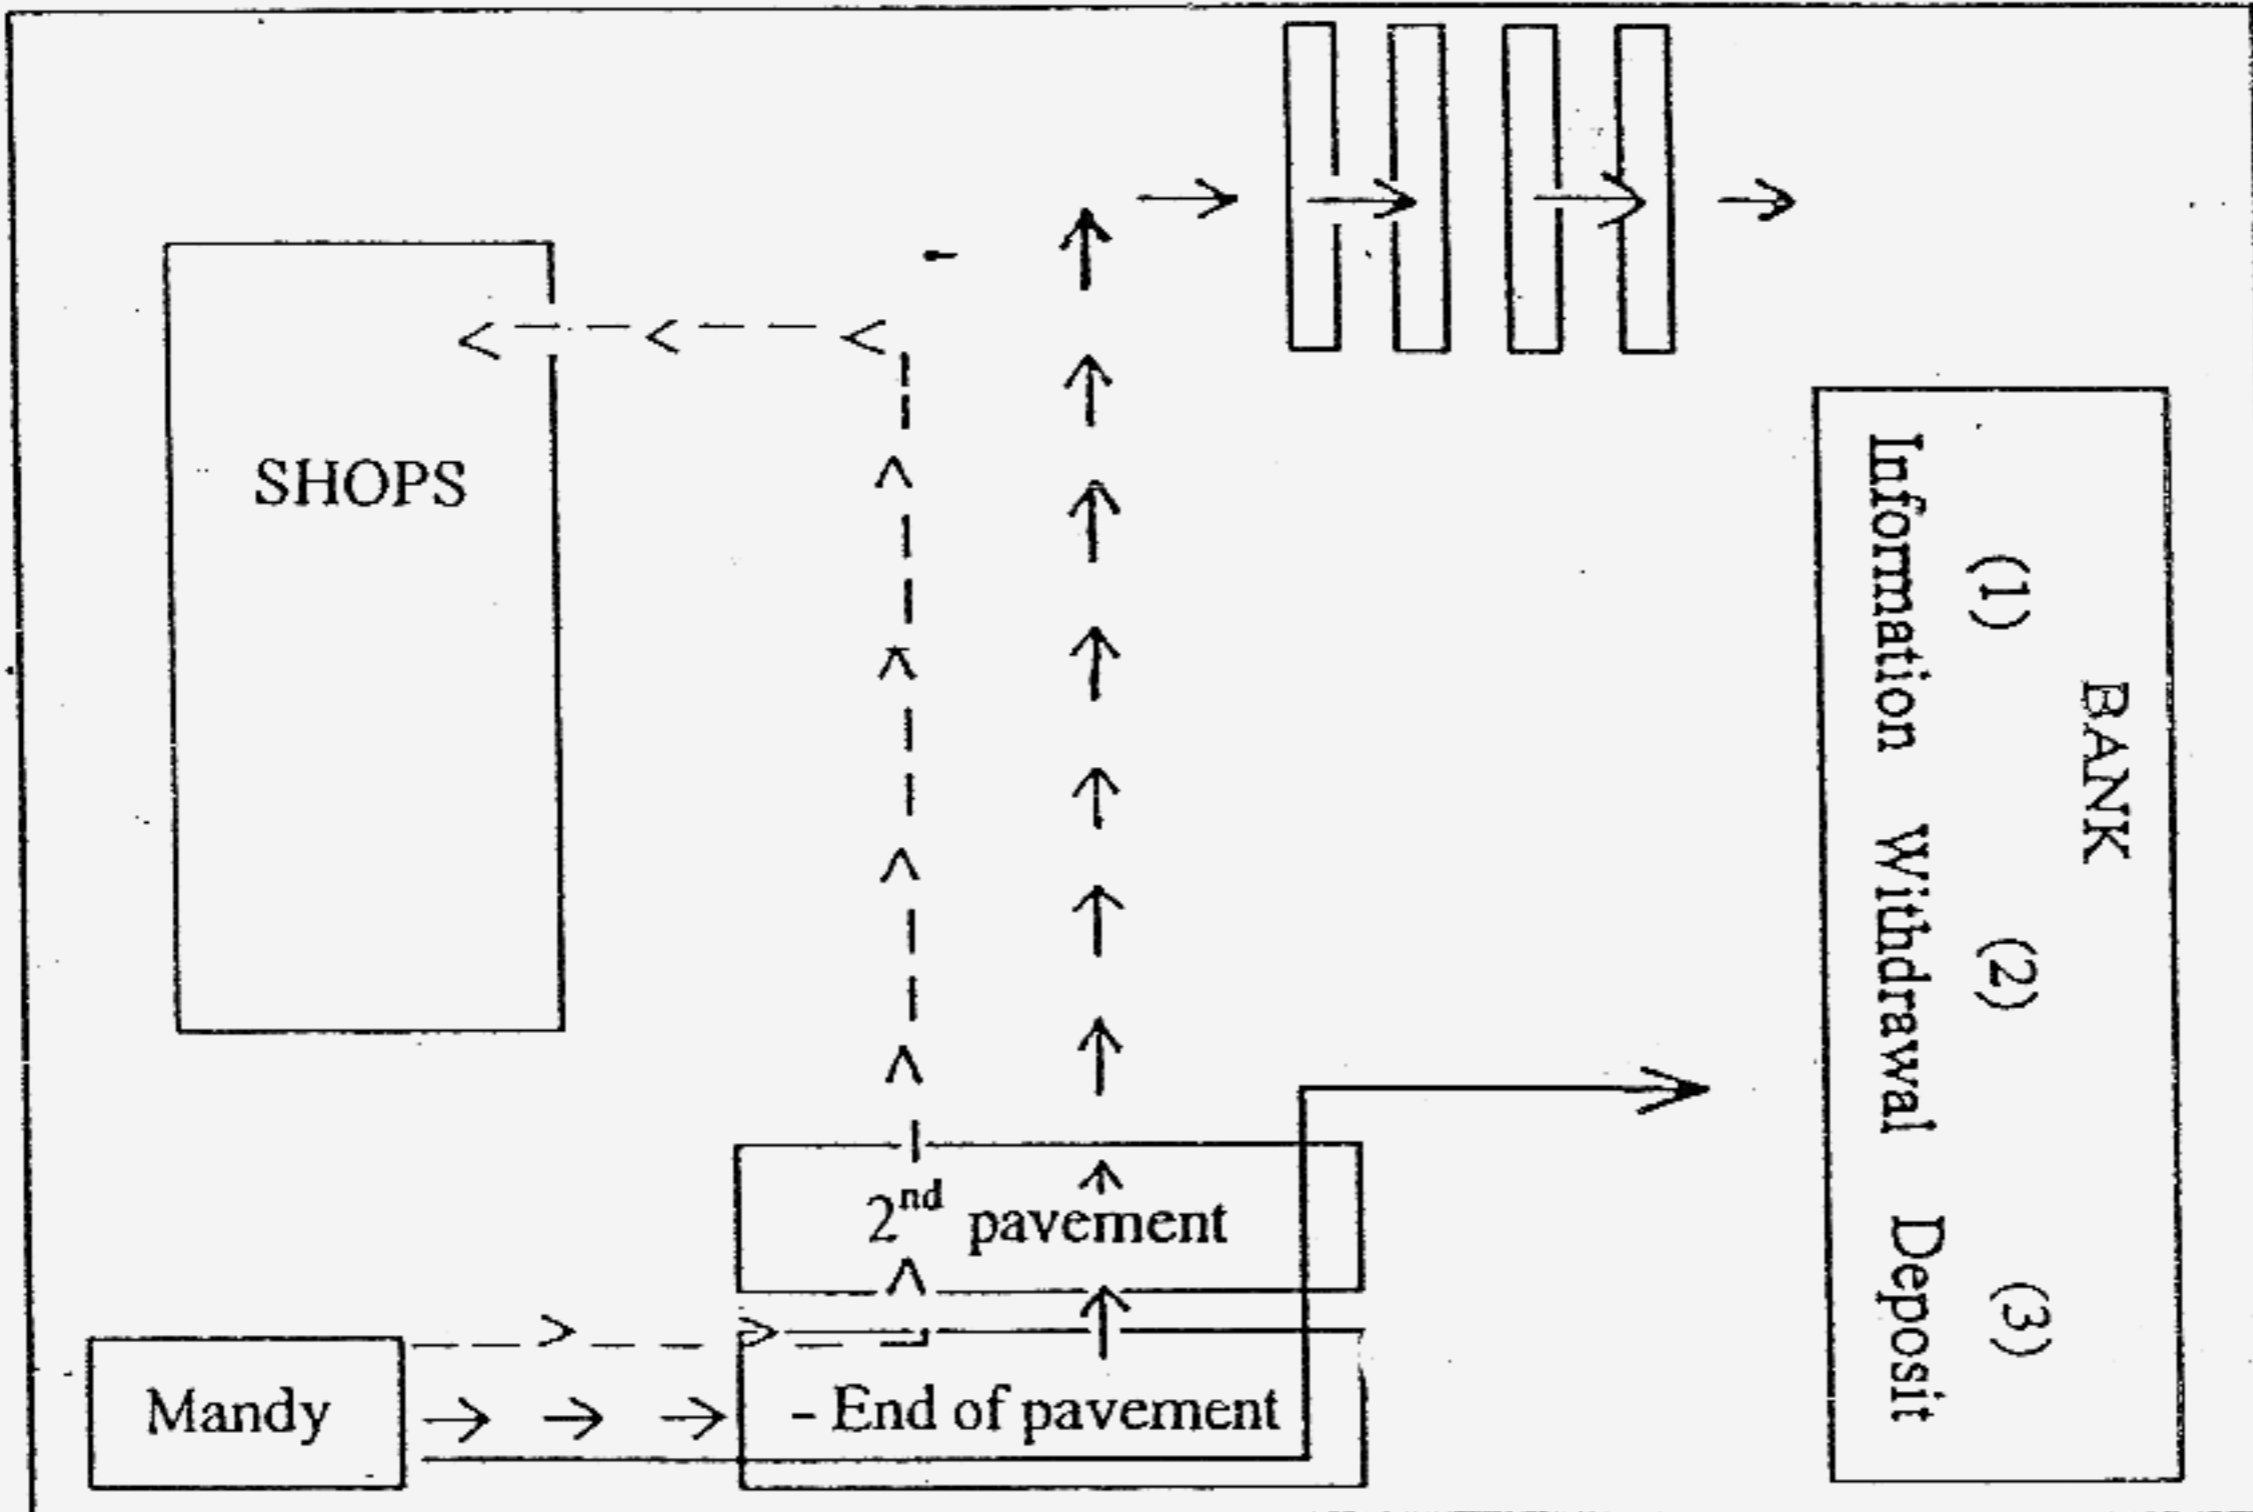 SHOPS
BANK
(1) (2) (3)
Information Withdrawal Deposit
2nd pavement
Mandy
- End of pavement